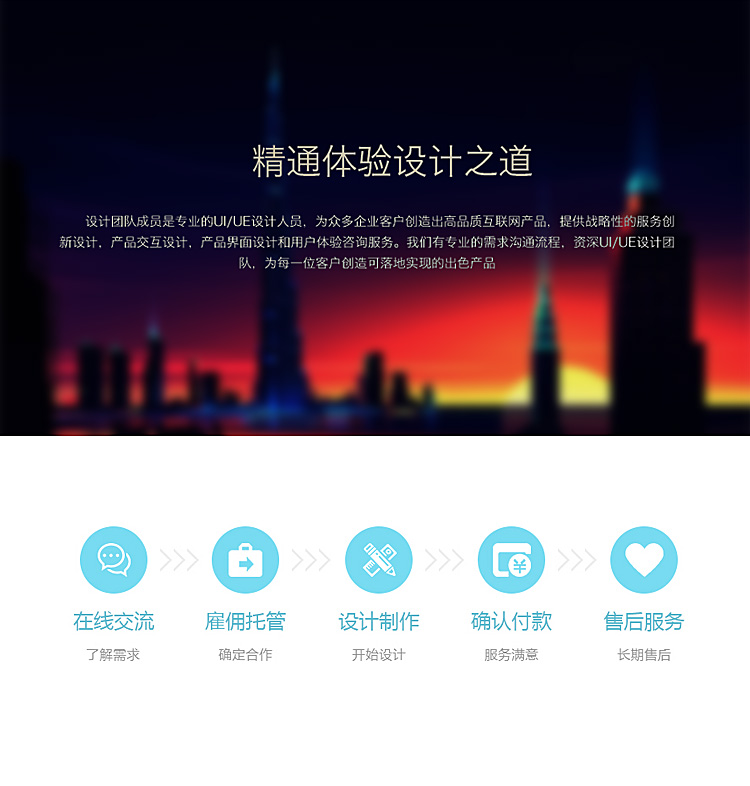 精通体验设计之道
设计团队成员是专业的UI/UE设计人员，为众多企业客户创造出高品质互联网产品，提供战略性的服务创
新设计，产品交互设计，产品界面设计和用户体验咨询服务。我们有专业的需求沟通流程，资深UI/UE设计团
队，为每一位客户创造可落地实现的出色产品
在线交流 雇佣托管 设计制作 确认付款 售后服务
了解需求 确定合作 开始设计 服务满意 长期售后